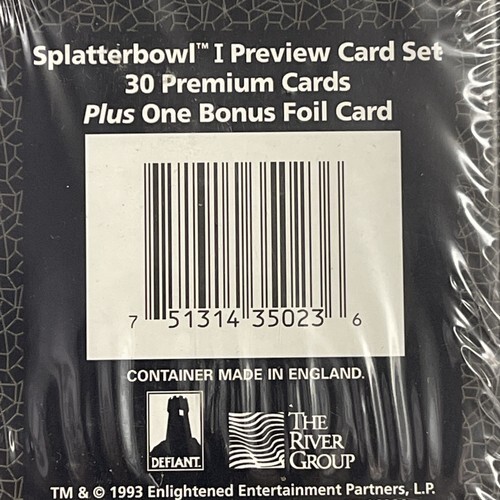 Splatterbowl™ I Preview Card Set
30 Premium Cards
Plus One Bonus Foil Card
7 51314 35023 6
CONTAINER MADE IN ENGLAND.
DEFIANT.
THE
RIVER
GROUP
TM & © 1993 Enlightened Entertainment Partners, L.P.